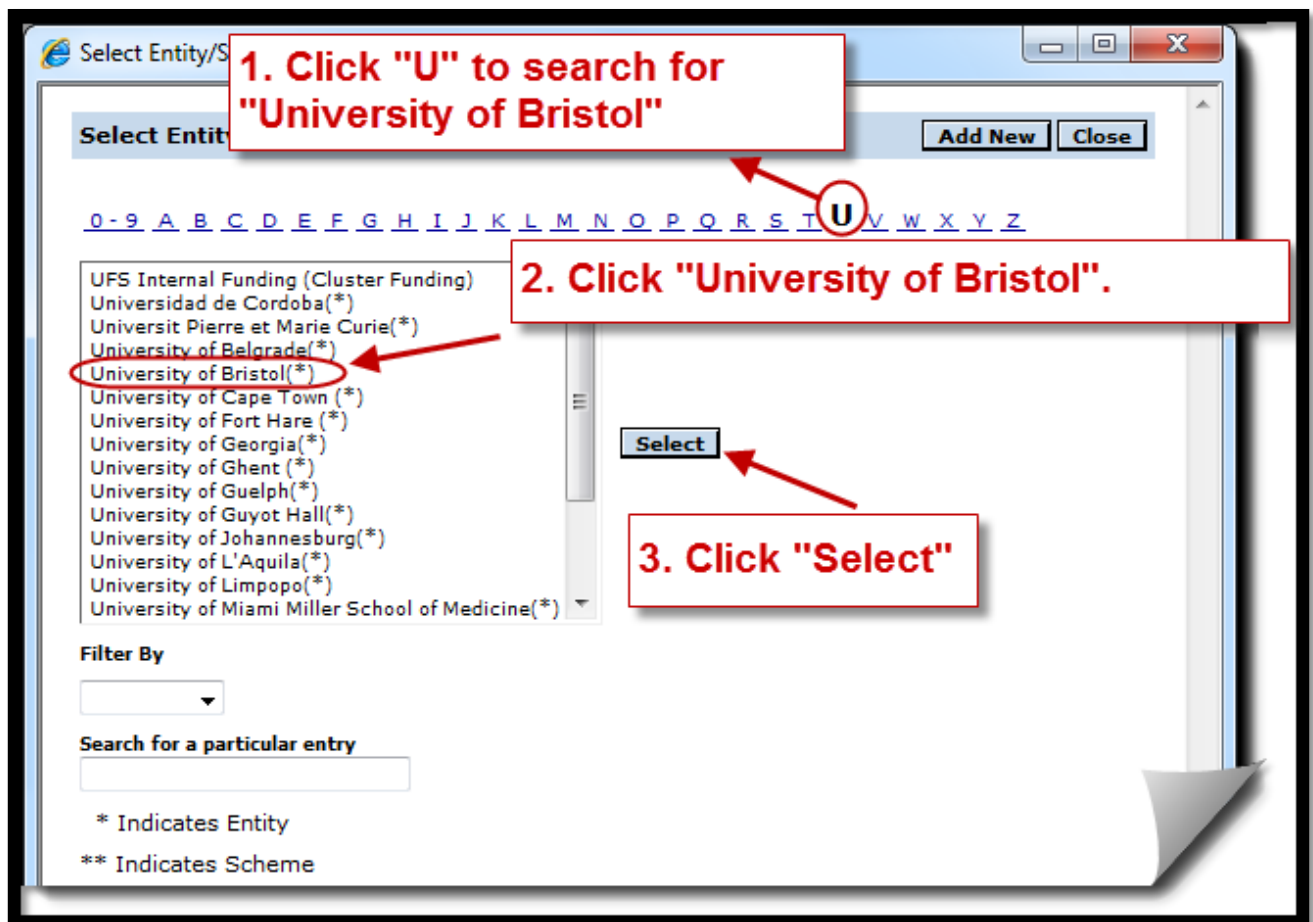 Select Entity/S
1. Click "U" to search for
"University of Bristol"
Select Entit
Add New Close
0 - 9 A B C D E F G H I J K L M N O P Q R S T U V W X Y Z
2. Click "University of Bristol".
UFS Internal Funding (Cluster Funding)
Universidad de Cordoba(*)
Universit Pierre et Marie Curie(*)
University of Belgrade(*)
University of Bristol(*)
University of Cape Town (*)
University of Fort Hare (*)
University of Georgia(*)
University of Ghent (*)
University of Guelph(*)
University of Guyot Hall(*)
University of Johannesburg(*)
University of L'Aquila(*)
University of Limpopo(*)
University of Miami Miller School of Medicine(*)
Select
3. Click "Select"
Filter By
Search for a particular entry
* Indicates Entity
** Indicates Scheme